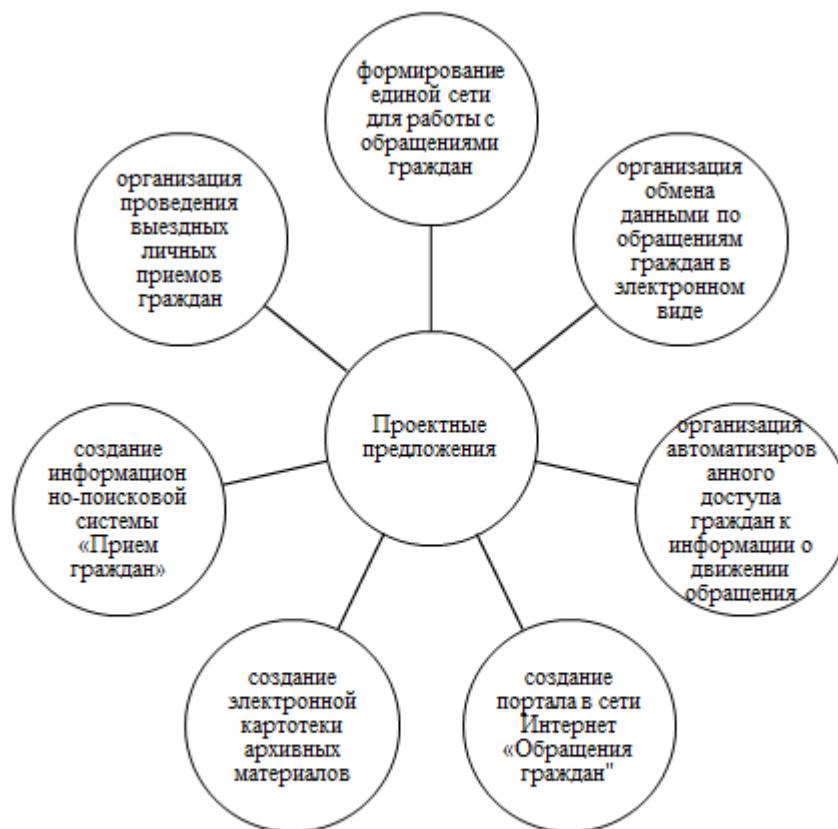 формирование
единой сети
для работы с
обращениями
граждан
организация
обмена
данными по
обращениям
граждан в
электронном
виде
организация
автоматизиров
анного
доступа
граждан к
информации о
движении
обращения
создание
портала в сети
Интернет
«Обращения
граждан"
создание
электронной
картотеки
архивных
материалов
создание
информацион
но-поисковой
системы
«Прием
граждан»
организация
проведения
выездных
личных
приемов
граждан
Проектные
предложения